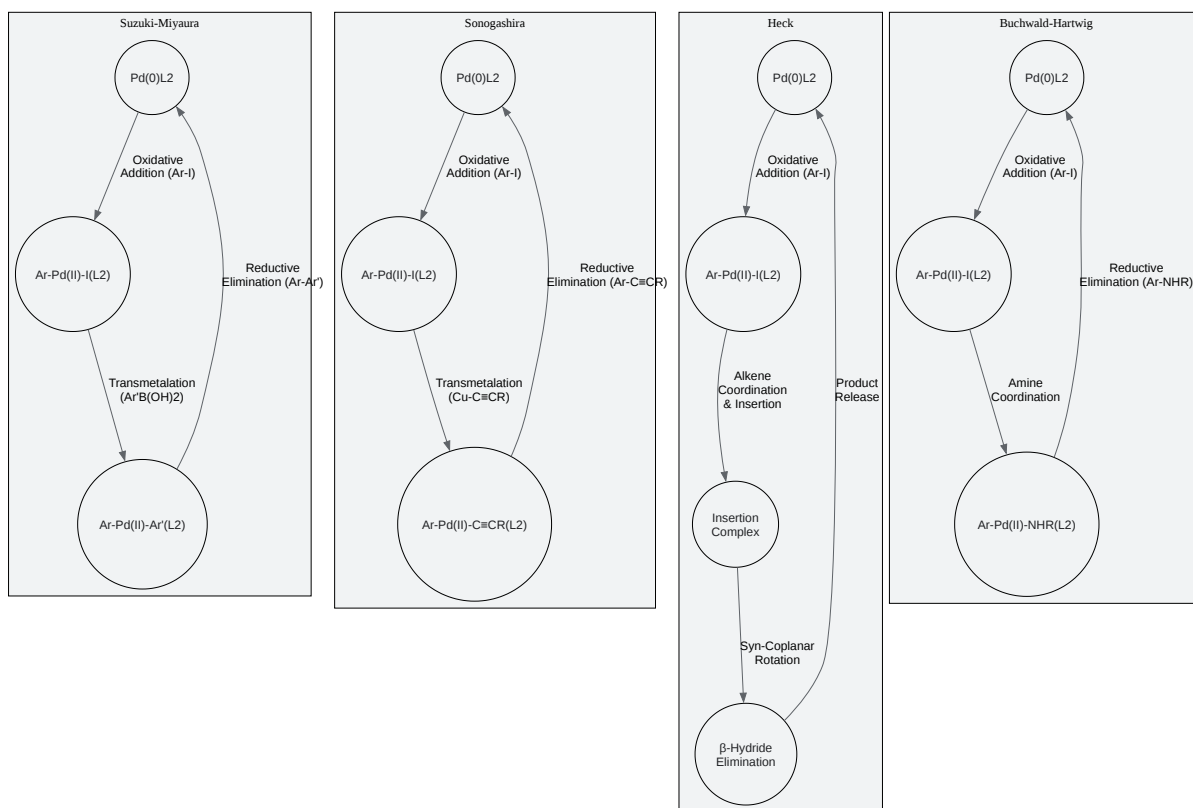 Suzuki-Miyaura
Pd(0)L2
Oxidative
Addition (Ar-I)
Ar-Pd(II)-I(L2)
Reductive
Elimination (Ar-Ar')
Transmetalation
(Ar'B(OH)2)
Ar-Pd(II)-Ar'(L2)
Sonogashira
Pd(0)L2
Oxidative
Addition (Ar-I)
Ar-Pd(II)-I(L2)
Reductive
Elimination (Ar-C≡CR)
Transmetalation
(Cu-C≡CR)
Ar-Pd(II)-C≡CR(L2)
Heck
Pd(0)L2
Oxidative
Addition (Ar-I)
Ar-Pd(II)-I(L2)
Alkene
Coordination
& Insertion
Product
Release
Insertion
Complex
Syn-Coplanar
Rotation
β-Hydride
Elimination
Buchwald-Hartwig
Pd(0)L2
Oxidative
Addition (Ar-I)
Ar-Pd(II)-I(L2)
Reductive
Elimination (Ar-NHR)
Amine
Coordination
Ar-Pd(II)-NHR(L2)